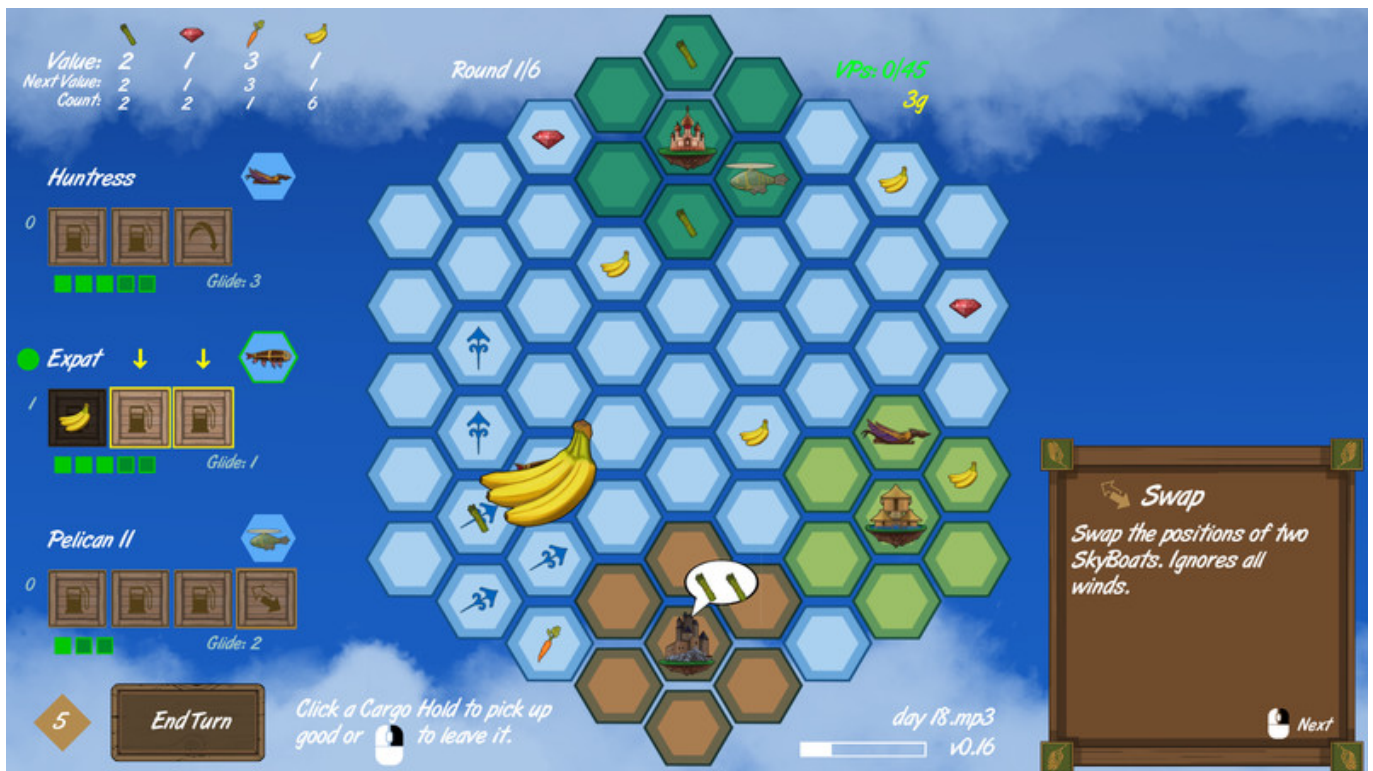 Value: 2 1 3 1
Next Value: 2 1 3 1
Count: 2 2 1 6
Round 1/6
VPs: 0/45
3g
Huntress
0
Glide: 3
Expat
1
Glide: 1
Pelican II
0
Glide: 2
5
End Turn
Click a Cargo Hold to pick up
good or to leave it.
day 18.mp3
v0.16
Swap
Swap the positions of two
SkyBoats. Ignores all
winds.
Next